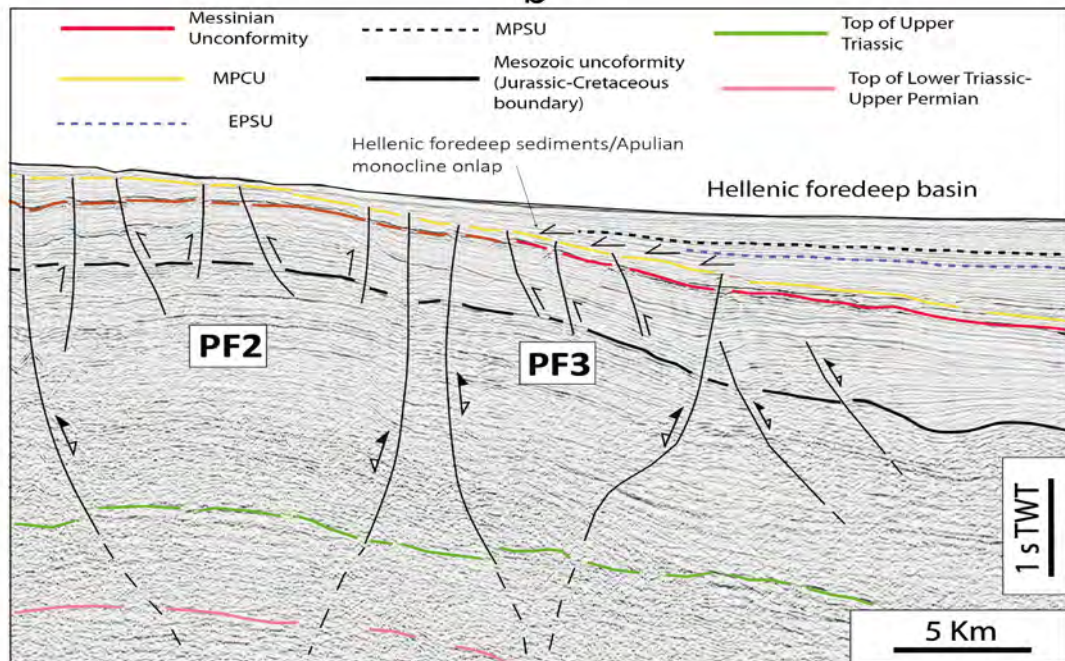 b
Messinian
Unconformity
MPSU
Top of Upper
Triassic
MPCU
Mesozoic uncoformity
(Jurassic-Cretaceous
boundary)
Top of Lower Triassic-
Upper Permian
EPSU
Hellenic foredeep sediments/Apulian
monocline onlap
Hellenic foredeep basin
PF2
PF3
1 s TWT
5 Km